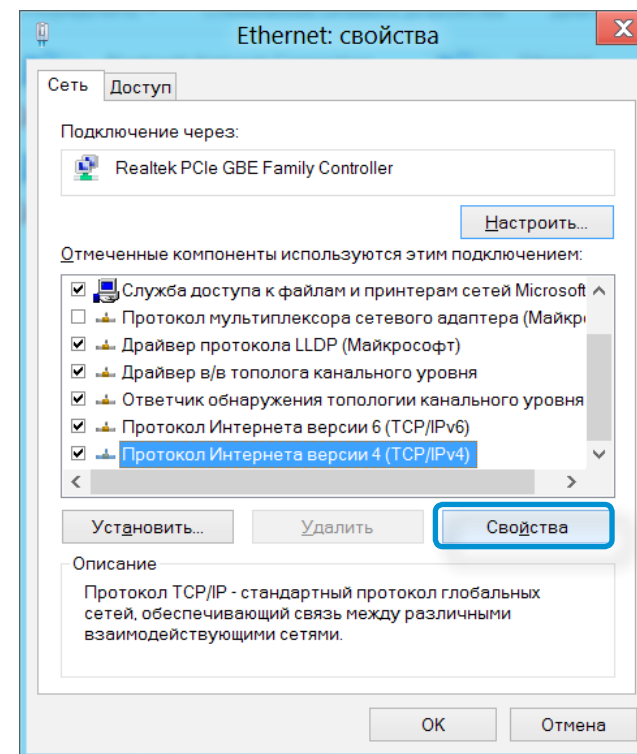 Ethernet: свойства
X
Сеть
Доступ
Подключение через:
Realtek PCIe GBE Family Controller
Настроить...
Отмеченные компоненты используются этим подключением:
Служба доступа к файлам и принтерам сетей Microsoft
Протокол мультиплексора сетевого адаптера (Майкр
Драйвер протокола LLDP (Майкрософт)
Драйвер в/в тополога канального уровня
Ответчик обнаружения топологии канального уровня
Протокол Интернета версии 6 (TCP/IPv6)
Протокол Интернета версии 4 (TCP/IPv4)
Установить...
Удалить
Свойства
Описание
Протокол TCP/IP - стандартный протокол глобальных
сетей, обеспечивающий связь между различными
взаимодействующими сетями.
OK
Отмена